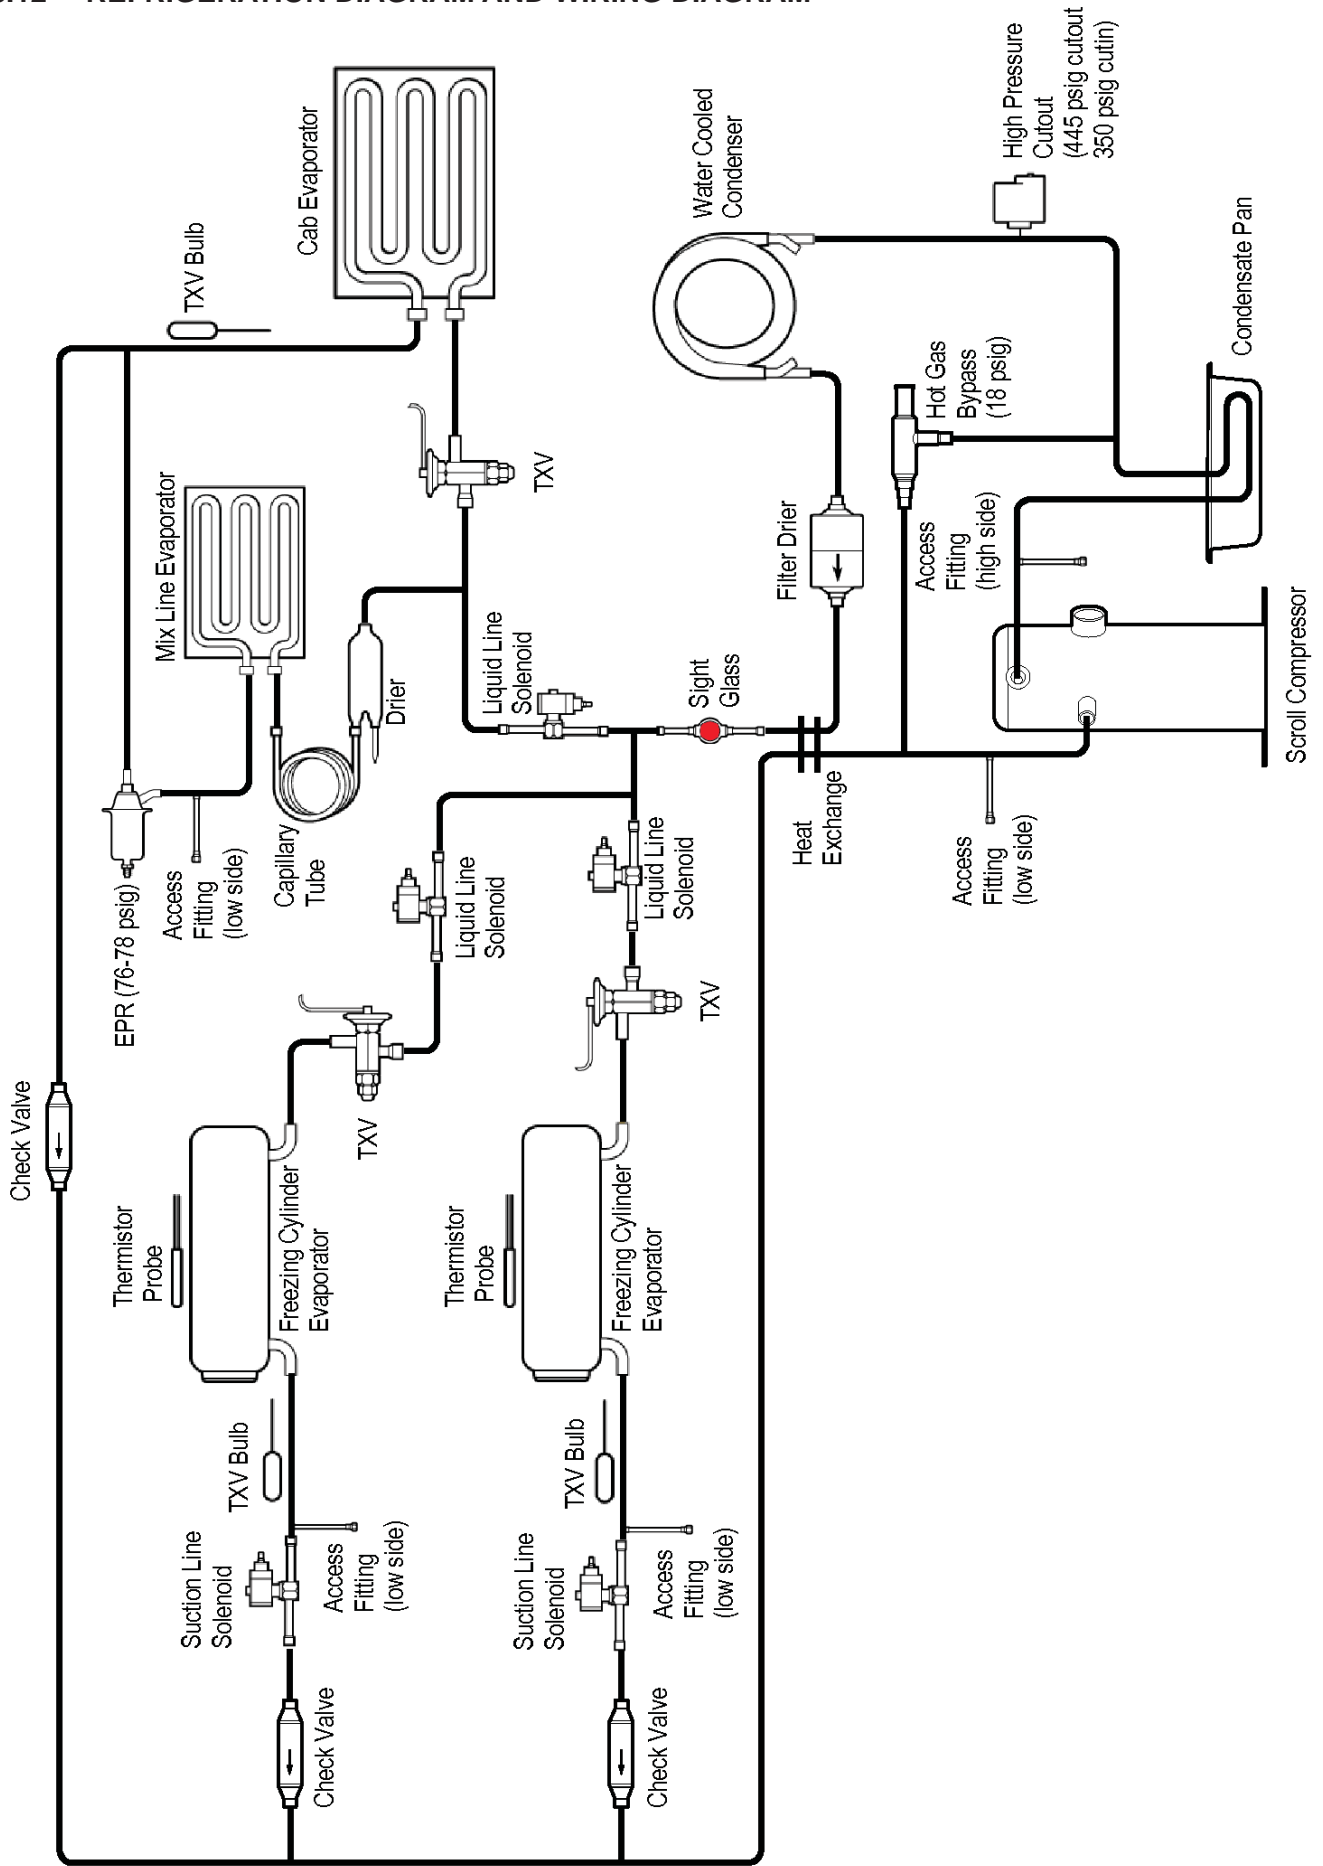 REFRIGERATION DIAGRAM AND WIRING DIAGRAM
Check Valve
EPR (76-78 psig)
Thermistor
Probe
Mix Line Evaporator
Access
Fitting
(low side)
TXV Bulb
Suction Line
Solenoid
TXV Bulb
Freezing Cylinder
Evaporator
Capillary
Tube
Cab Evaporator
Check Valve
Access
Fitting
(low side)
TXV
Drier
Thermistor
Probe
Liquid Line
Solenoid
Liquid Line
Solenoid
Suction Line
Solenoid
TXV
TXV Bulb
Freezing Cylinder
Evaporator
Liquid Line
Solenoid
Check Valve
Access
Fitting
(low side)
TXV
Sight
Glass
Water Cooled
Condenser
Filter Drier
Heat
Exchange
Access
Fitting
(high side)
Hot Gas
Bypass
(18 psig)
Access
Fitting
(low side)
High Pressure
Cutout
(445 psig cutout
350 psig cutin)
Condensate Pan
Scroll Compressor